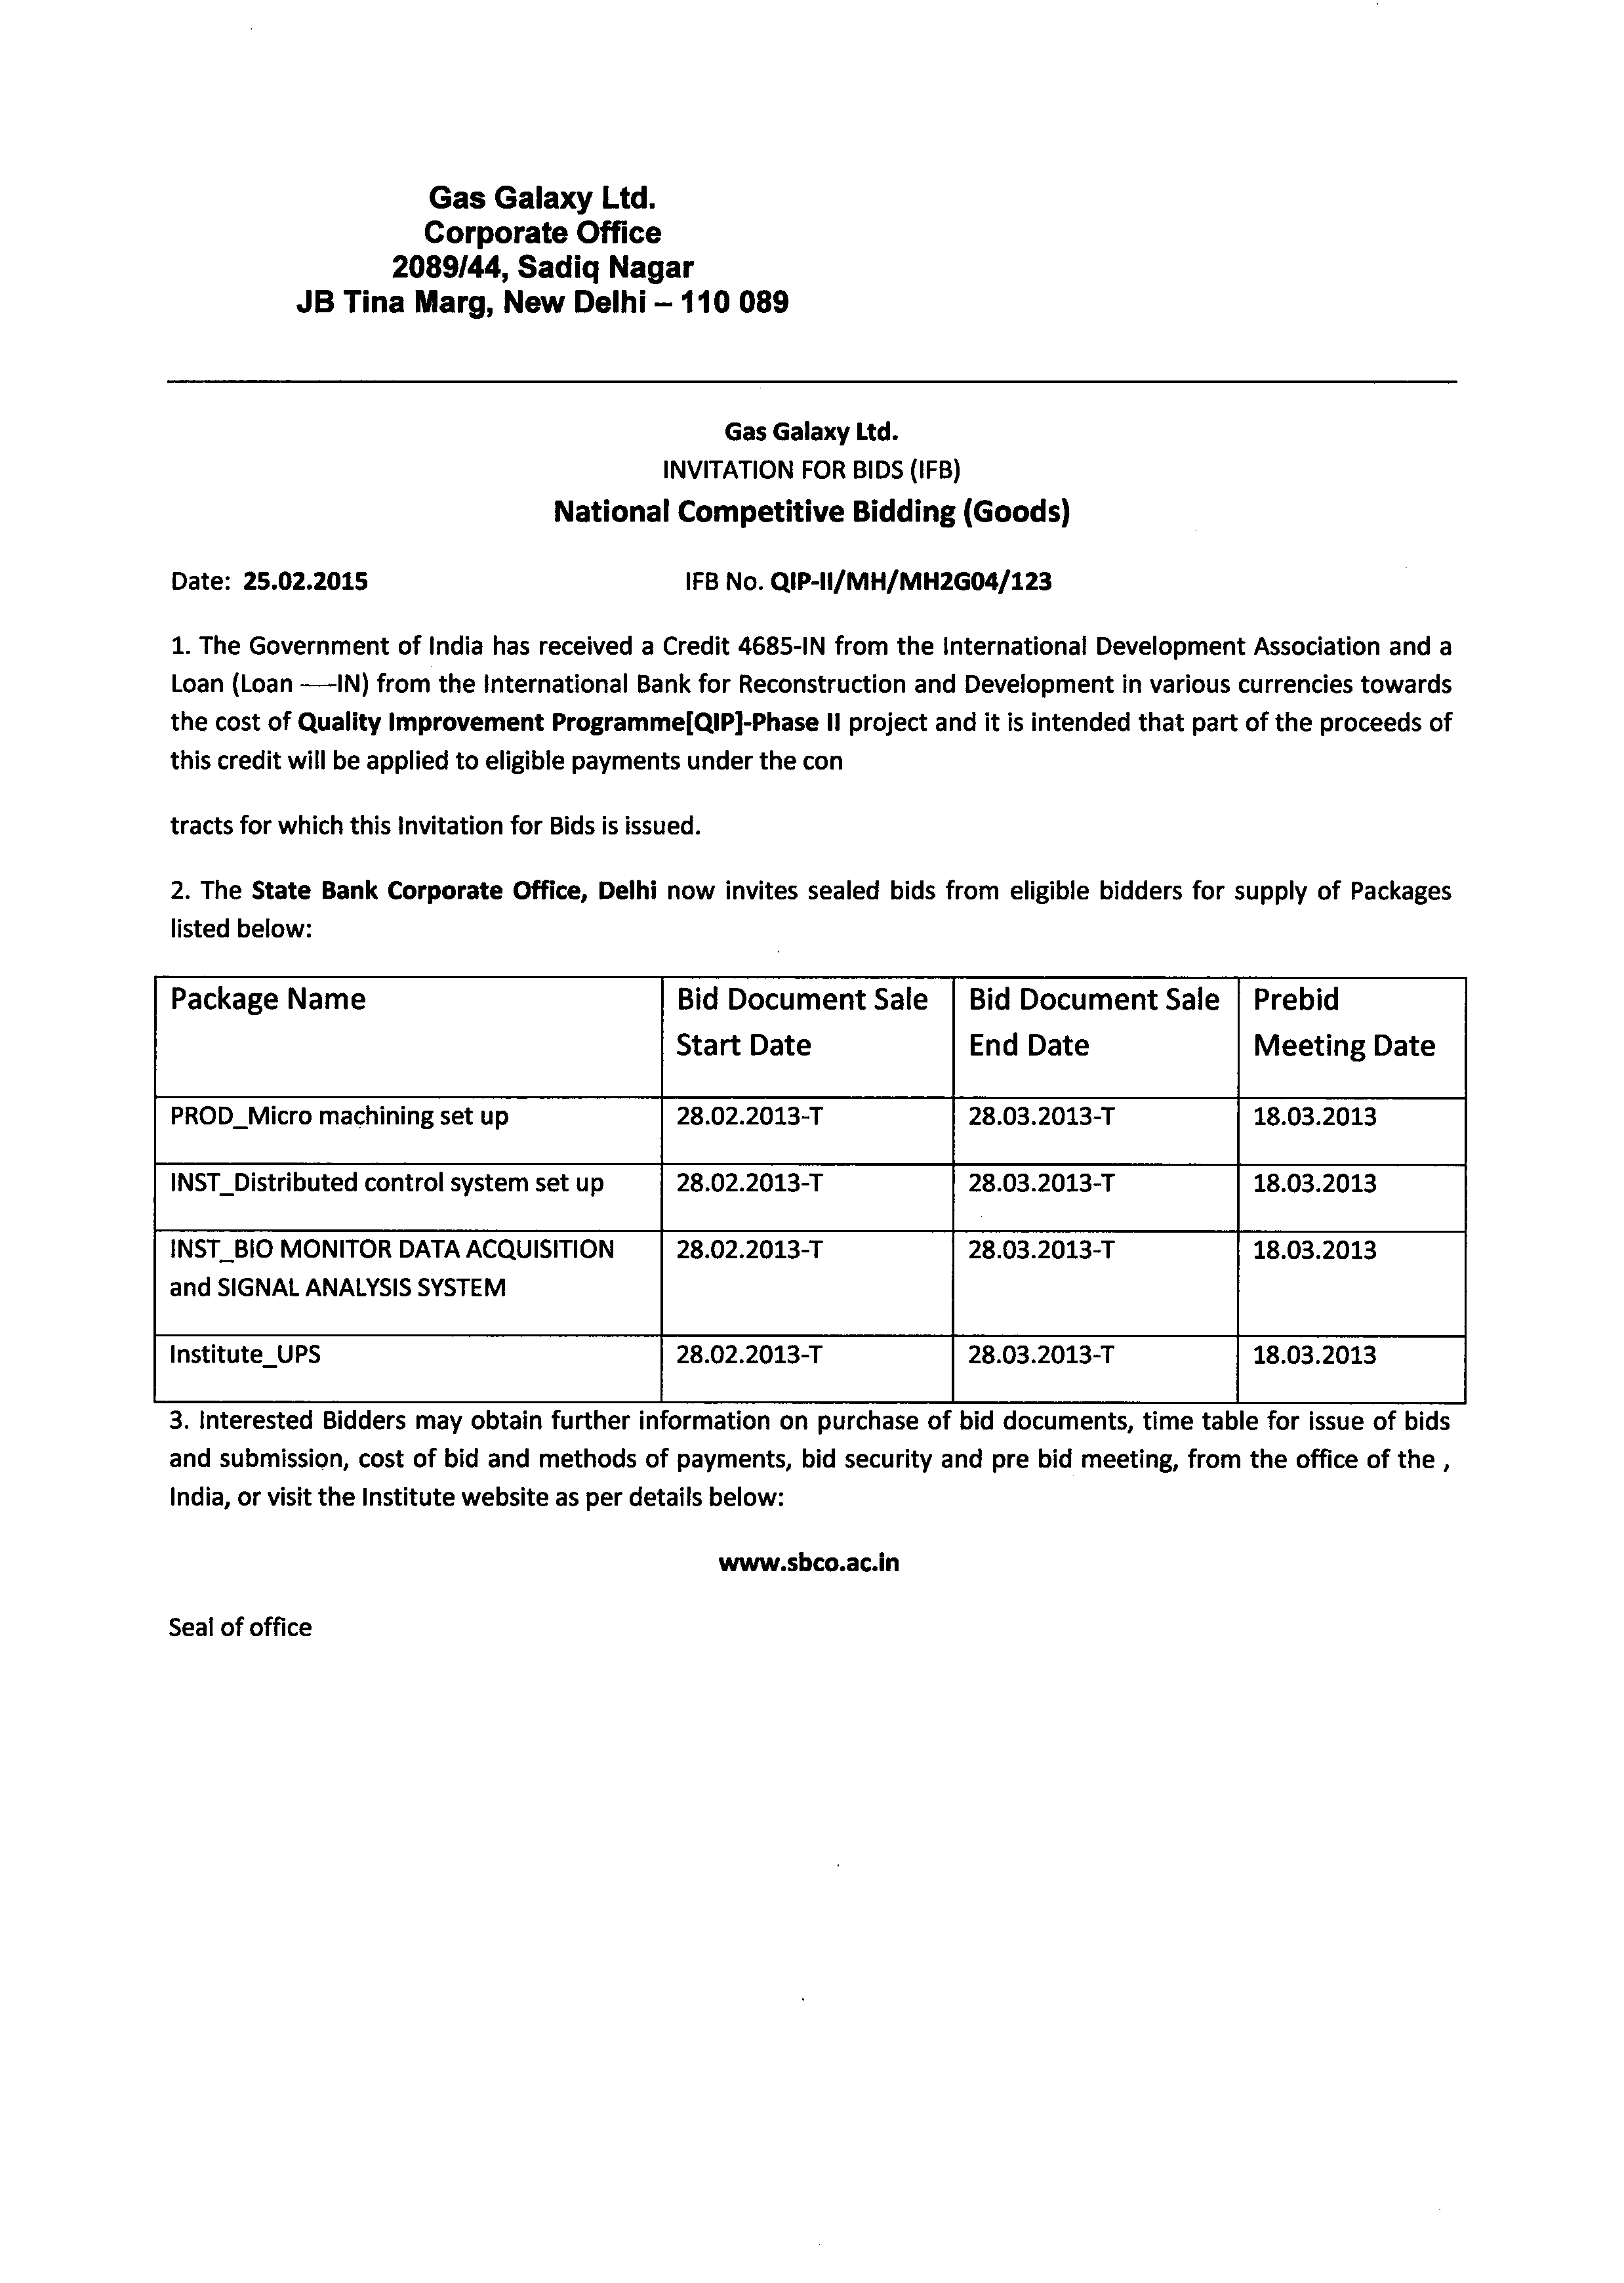 Gas Galaxy Ltd.
Corporate Office
2089/44, Sadiq Nagar
JB Tina Marg, New Delhi – 110 089
Gas Galaxy Ltd.
INVITATION FOR BIDS (IFB)
National Competitive Bidding (Goods)
Date: 25.02.2015 IFB No. QIP-II/MH/MH2G04/123
1. The Government of India has received a Credit 4685-IN from the International Development Association and a
Loan (Loan ----IN) from the International Bank for Reconstruction and Development in various currencies towards
the cost of Quality Improvement Programme[QIP]-Phase II project and it is intended that part of the proceeds of
this credit will be applied to eligible payments under the con
tracts for which this Invitation for Bids is issued.
2. The State Bank Corporate Office, Delhi now invites sealed bids from eligible bidders for supply of Packages
listed below:
Package Name Bid Document Sale Bid Document Sale Prebid
Start Date End Date Meeting Date
PROD_Micro machining set up 28.02.2013-T 28.03.2013-T 18.03.2013
INST_Distributed control system set up 28.02.2013-T 28.03.2013-T 18.03.2013
INST_BIO MONITOR DATA ACQUISITION 28.02.2013-T 28.03.2013-T 18.03.2013
and SIGNAL ANALYSIS SYSTEM
Institute_UPS 28.02.2013-T 28.03.2013-T 18.03.2013
3. Interested Bidders may obtain further information on purchase of bid documents, time table for issue of bids
and submission, cost of bid and methods of payments, bid security and pre bid meeting, from the office of the ,
India, or visit the Institute website as per details below:
www.sbco.ac.in
Seal of office